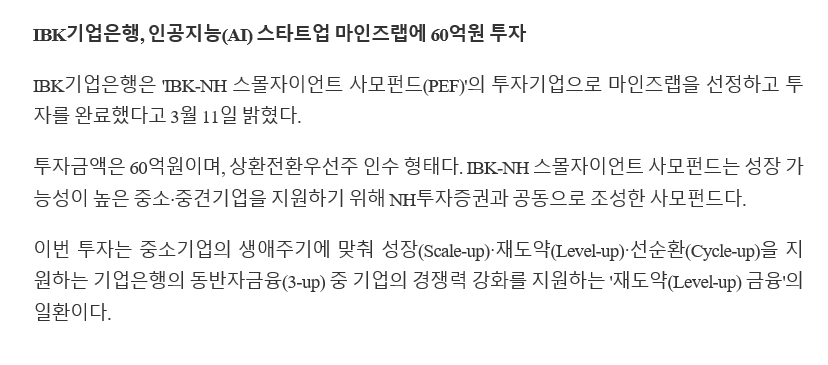 IBK기업은행, 인공지능(AI) 스타트업 마인즈랩에 60억원 투자
IBK기업은행은 'IBK-NH 스몰자이언트 사모펀드(PEF)'의 투자기업으로 마인즈랩을 선정하고 투
자를 완료했다고 3월 11일 밝혔다.
투자금액은 60억원이며, 상환전환우선주 인수 형태다. IBK-NH 스몰자이언트 사모펀드는 성장 가
능성이 높은 중소·중견기업을 지원하기 위해 NH투자증권과 공동으로 조성한 사모펀드다.
이번 투자는 중소기업의 생애주기에 맞춰 성장(Scale-up)·재도약(Level-up)·선순환(Cycle-up)을 지
원하는 기업은행의 동반자금융(3-up) 중 기업의 경쟁력 강화를 지원하는 '재도약(Level-up) 금융'의
일환이다.